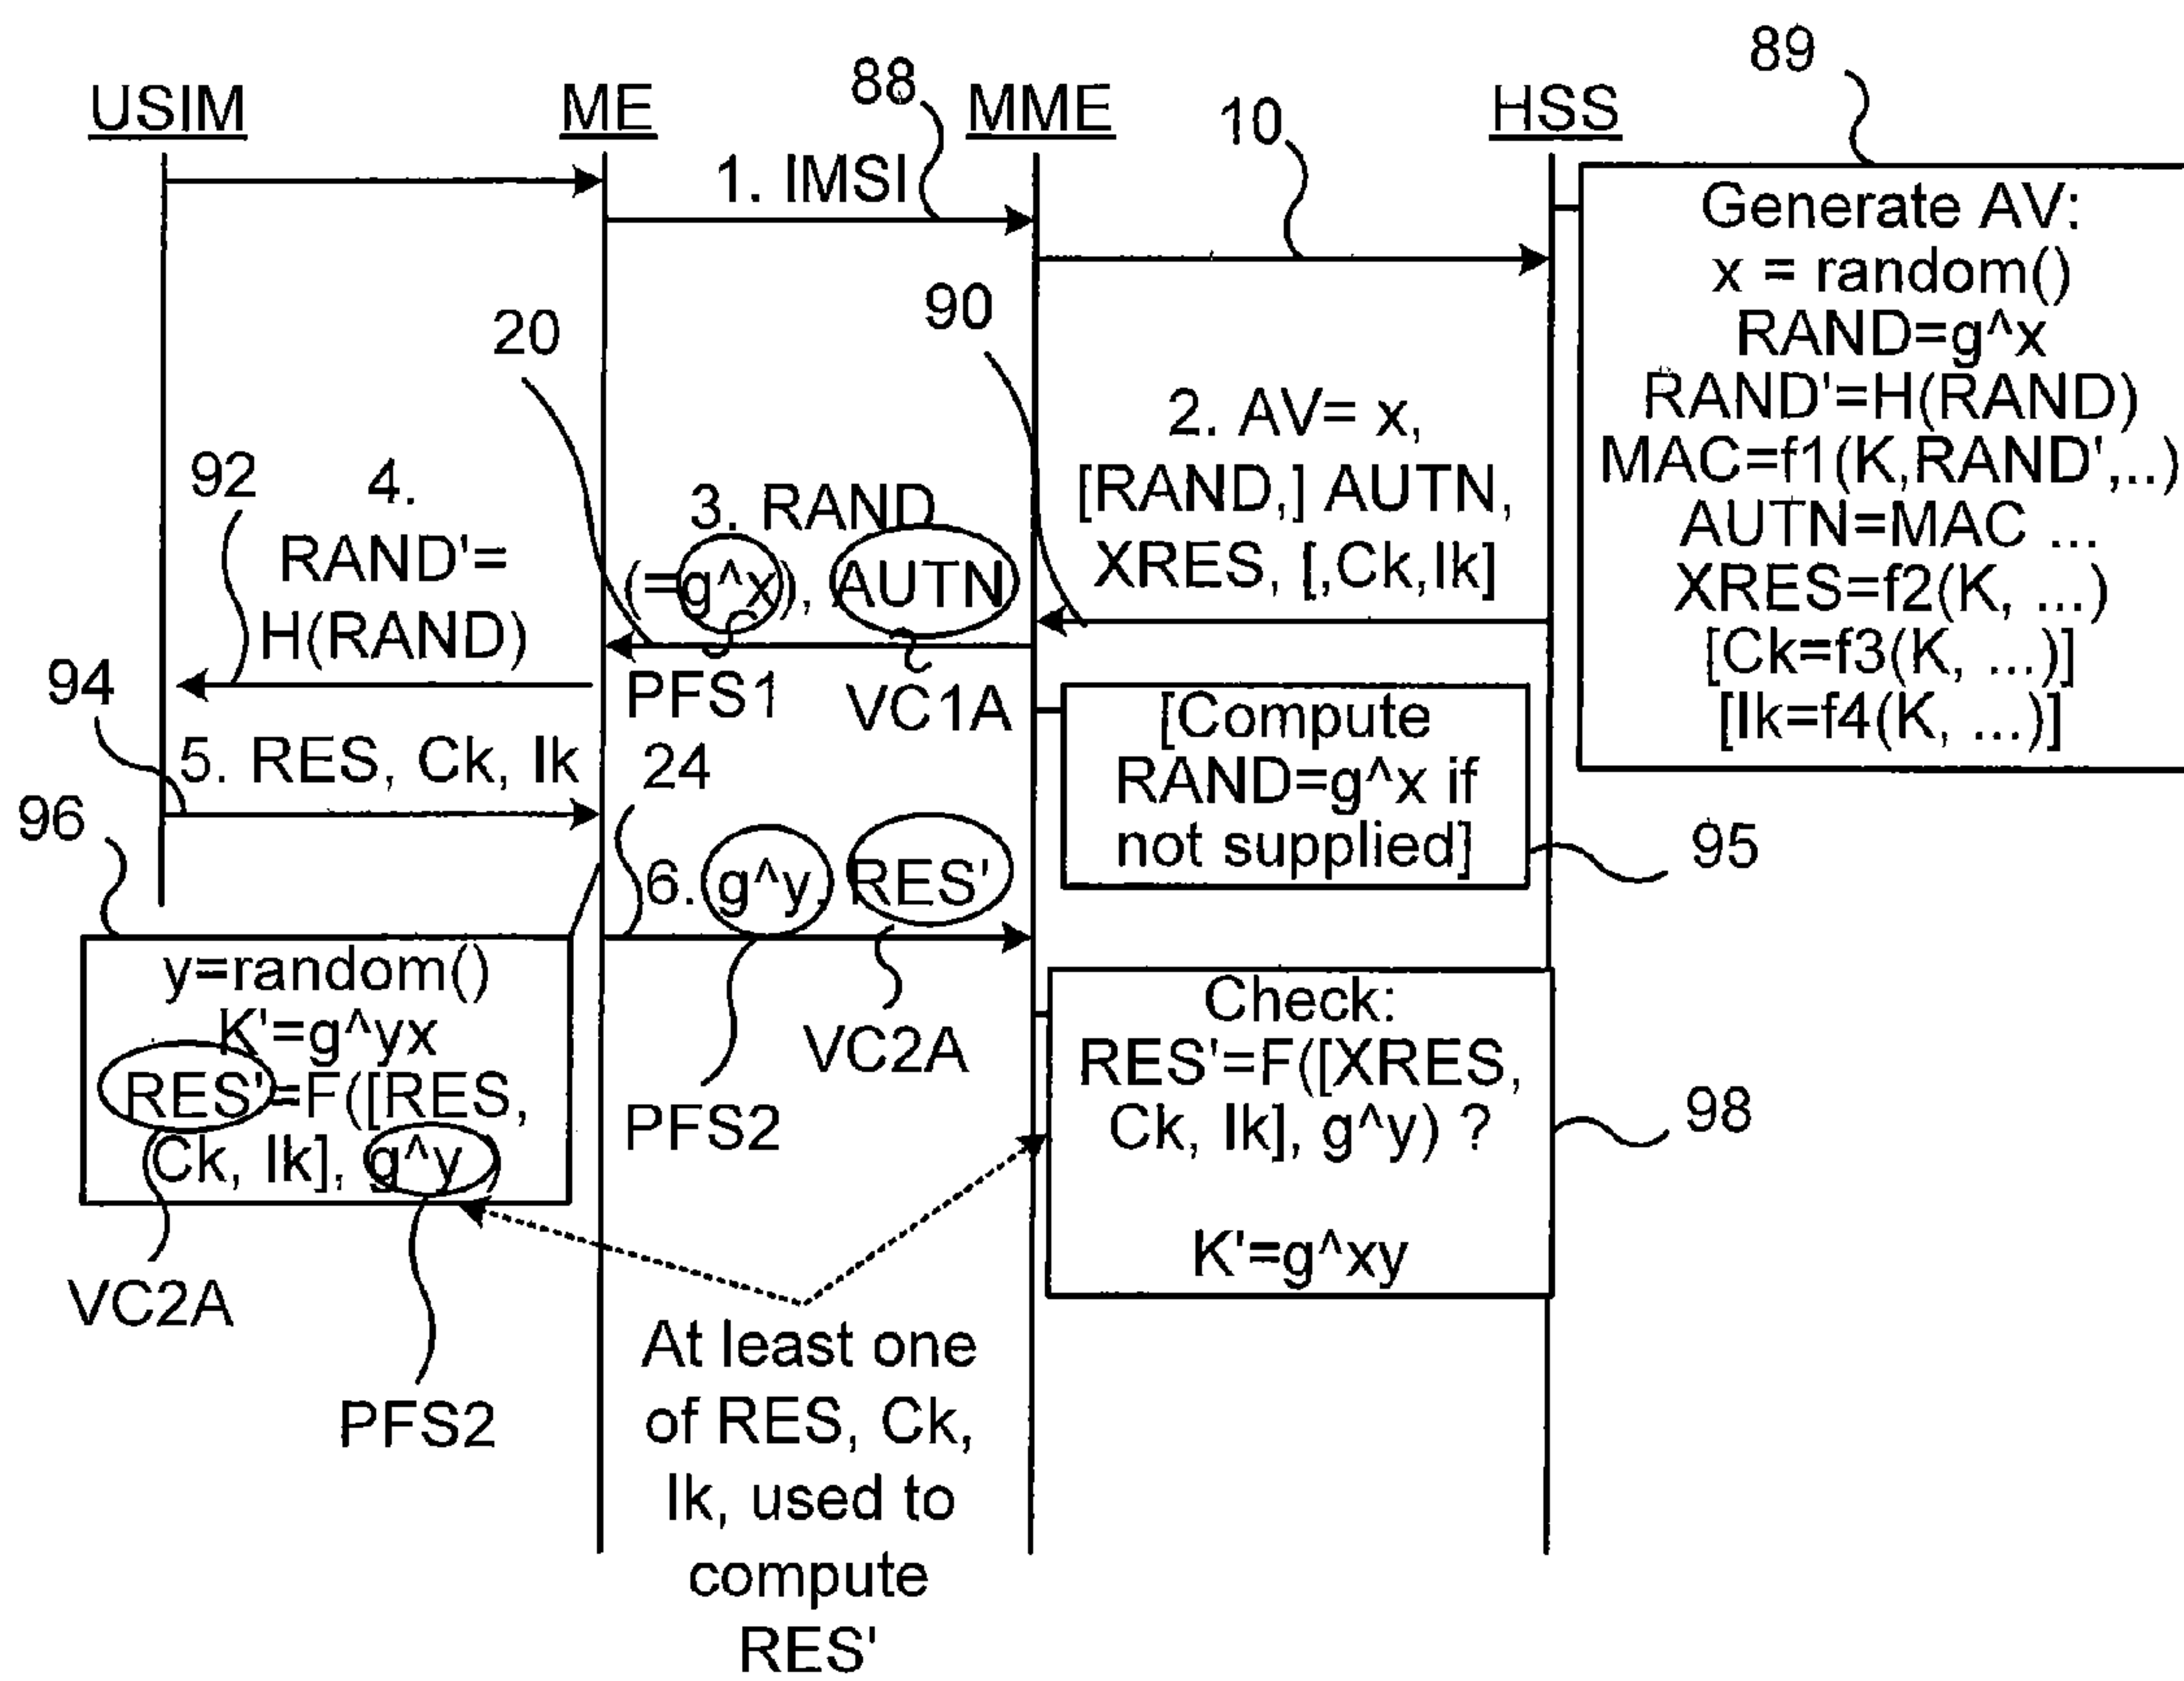 USIM
ME
88
MME
10
HSS
89
1. IMSI
Generate AV:
x = random()
RAND=g^x
RAND'=H(RAND)
MAC=f1(K,RAND',..)
AUTN=MAC ...
XRES=f2(K, ...)
[Ck=f3(K, ...)]
[Ik=f4(K, ...)]
20
90
2. AV= x,
[RAND,] AUTN,
XRES, [,Ck,Ik]
3. RAND
(=g^x), AUTN
PFS1
VC1A
92
4.
RAND'=
H(RAND)
94
5. RES, Ck, Ik
24
[Compute
RAND=g^x if
not supplied]
95
96
6. g^y, RES'
y=random()
K'=g^yx
RES'=F([RES,
Ck, Ik], g^y )
VC2A
PFS2
VC2A
PFS2
Check:
RES'=F([XRES,
Ck, Ik], g^y) ?
K'=g^xy
98
At least one
of RES, Ck,
Ik, used to
compute
RES'